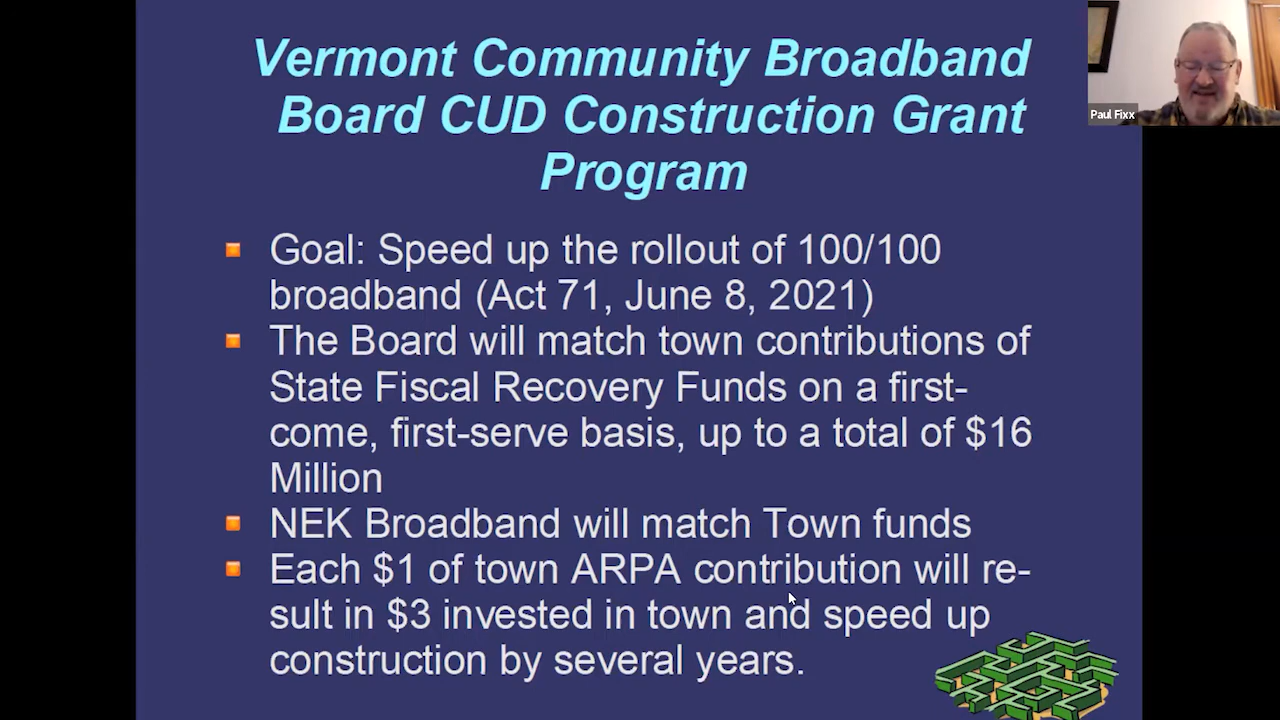 Vermont Community Broadband
Board CUD Construction Grant
Program
Paul Fixx
Goal: Speed up the rollout of 100/100
broadband (Act 71, June 8, 2021)
The Board will match town contributions of
State Fiscal Recovery Funds on a first-
come, first-serve basis, up to a total of $16
Million
NEK Broadband will match Town funds
Each $1 of town ARPA contribution will re-
sult in $3 invested in town and speed up
construction by several years.